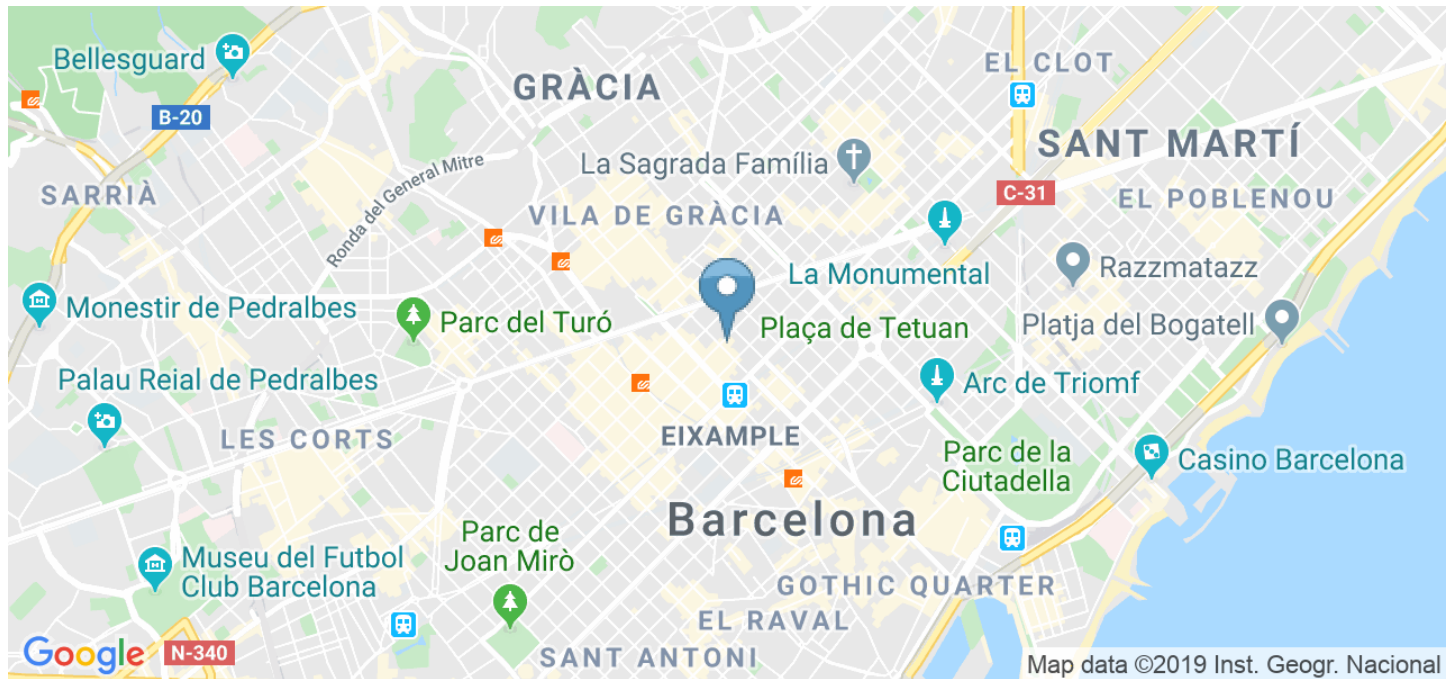 Bellesguard
GRÀCIA
EL CLOT
B-20
SANT MARTÍ
La Sagrada Família
Ronda del General Mitre
SARRIÀ
C-31
EL POBLENOU
VILA DE GRÀCIA
La Monumental
Razzmatazz
Monestir de Pedralbes
Parc del Turó
Plaça de Tetuan
Platja del Bogatell
Palau Reial de Pedralbes
Arc de Triomf
LES CORTS
EIXAMPLE
Parc de la
Ciutadella
Casino Barcelona
Barcelona
Parc de
Joan Mirò
Museu del Futbol
Club Barcelona
GOTHIC QUARTER
EL RAVAL
SANT ANTONI
Google
N-340
Map data ©2019 Inst. Geogr. Nacional